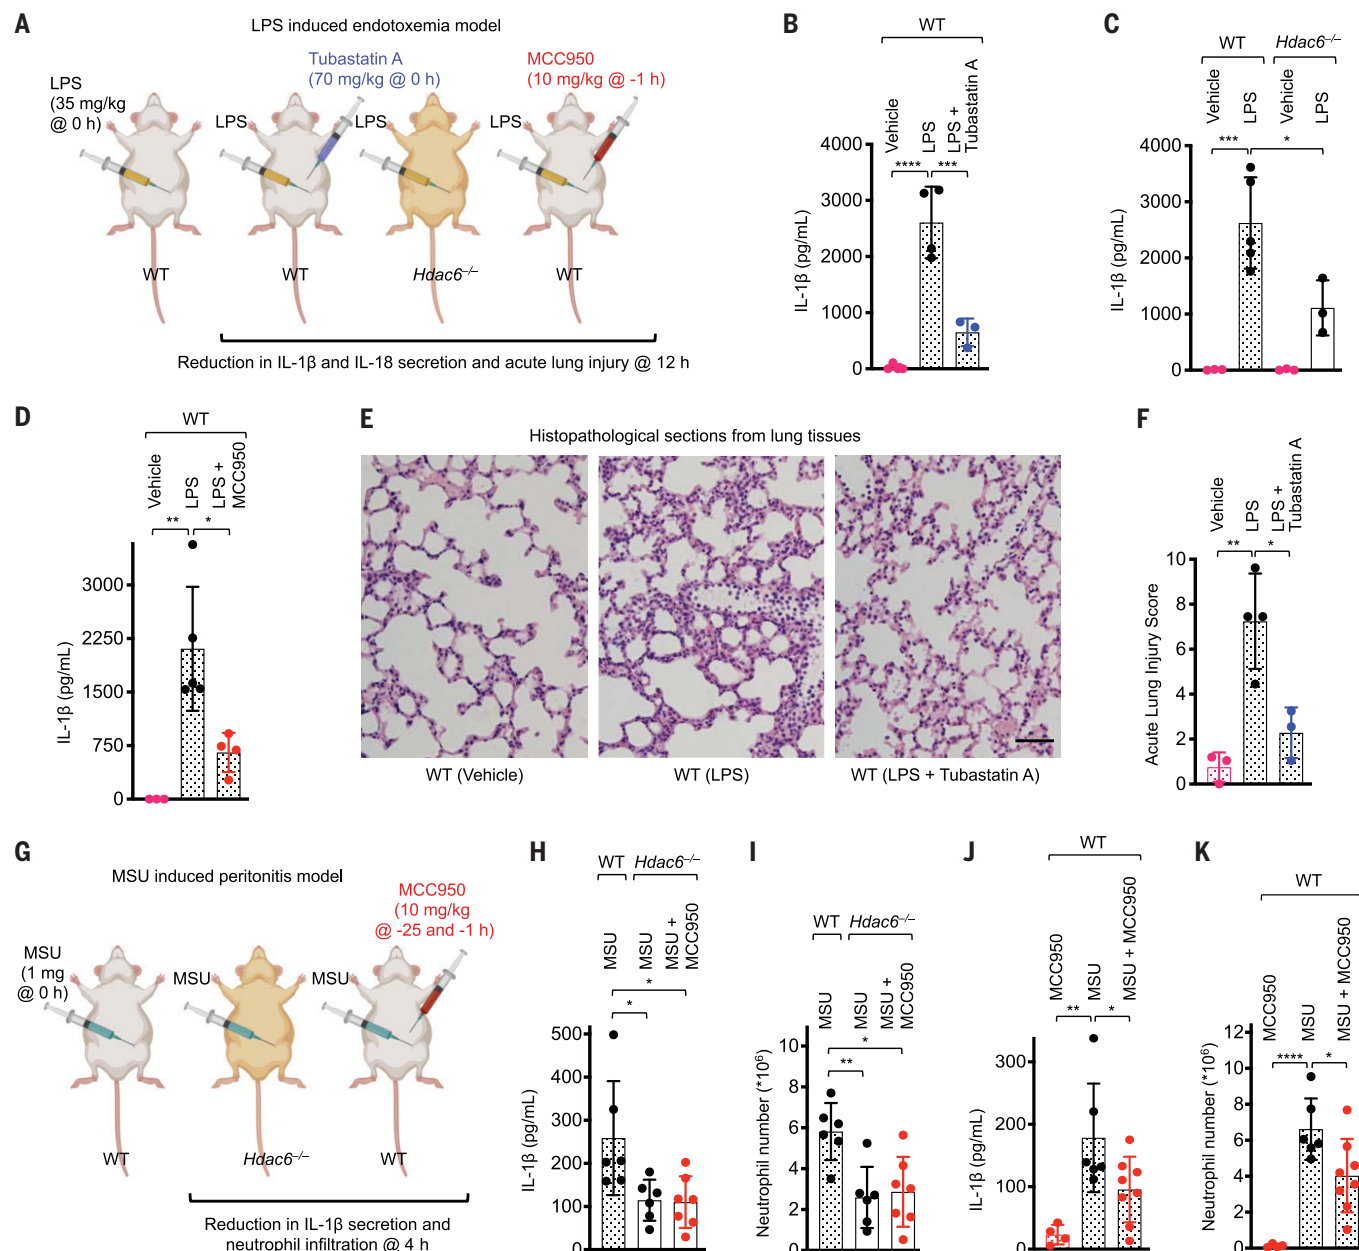 A
LPS induced endotoxemia model
LPS
(35 mg/kg
@ 0 h)
Tubastatin A
(70 mg/kg @ 0 h)
MCC950
(10 mg/kg @ -1 h)
LPS
LPS
LPS
WT
WT
Hdac6–/–
WT
Reduction in IL-1β and IL-18 secretion and acute lung injury @ 12 h
B
WT
Vehicle
LPS
LPS +
Tubastatin A
****
***
IL-1β (pg/mL)
4000
3000
2000
1000
0
C
WT
Hdac6–/–
Vehicle
LPS
Vehicle
LPS
***
*
IL-1β (pg/mL)
4000
3000
2000
1000
0
D
WT
Vehicle
LPS
LPS +
MCC950
**
*
IL-1β (pg/mL)
3000
2250
1500
750
0
E
Histopathological sections from lung tissues
WT (Vehicle)
WT (LPS)
WT (LPS + Tubastatin A)
F
Vehicle
LPS
LPS +
Tubastatin A
**
*
Acute Lung Injury Score
10
8
6
4
2
0
G
MSU induced peritonitis model
MCC950
(10 mg/kg
@ -25 and -1 h)
MSU
(1 mg
@ 0 h)
MSU
MSU
WT
Hdac6–/–
WT
Reduction in IL-1β secretion and
neutrophil infiltration @ 4 h
H
WT
Hdac6–/–
MSU
MSU
MSU +
MCC950
*
*
IL-1β (pg/mL)
500
400
300
200
100
0
I
WT
Hdac6–/–
MSU
MSU
MSU +
MCC950
*
**
Neutrophil number (*10⁶)
10
8
6
4
2
0
J
WT
MCC950
MSU
MSU + MCC950
**
*
IL-1β (pg/mL)
300
200
100
0
K
WT
MCC950
MSU
MSU + MCC950
****
*
Neutrophil number (*10⁶)
12
10
8
6
4
2
0